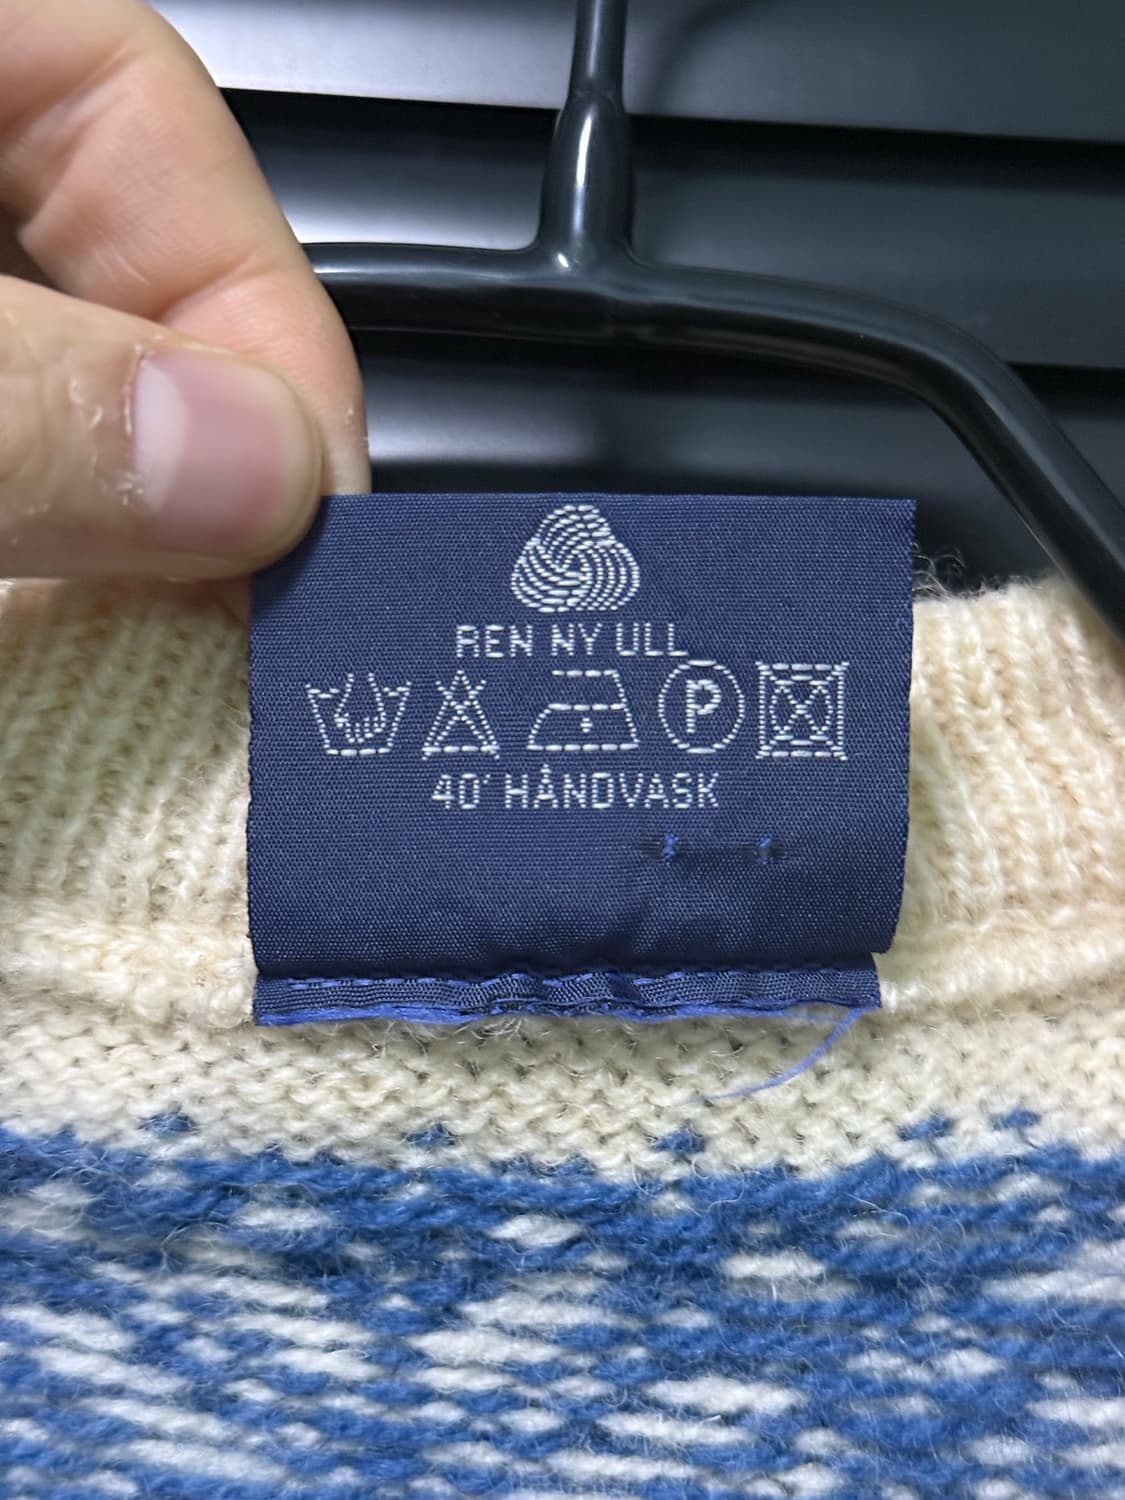 REN NY ULL
P
40° HÅNDVASK